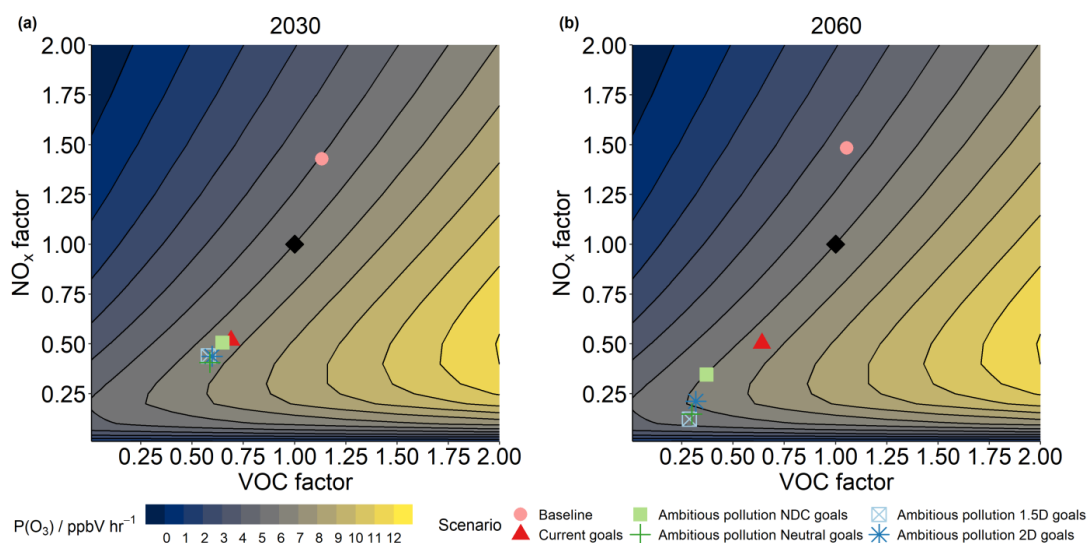 (a)
2030
2.00
1.75
1.50
1.25
1.00
0.75
0.50
0.25
NOx factor
0.25 0.50 0.75 1.00 1.25 1.50 1.75 2.00
VOC factor
(b)
2060
2.00
1.75
1.50
1.25
1.00
0.75
0.50
0.25
NOx factor
0.25 0.50 0.75 1.00 1.25 1.50 1.75 2.00
VOC factor
P(O3) / ppbV hr−1
0 1 2 3 4 5 6 7 8 9 10 11 12
Scenario
Baseline
Current goals
Ambitious pollution NDC goals
Ambitious pollution Neutral goals
Ambitious pollution 1.5D goals
Ambitious pollution 2D goals